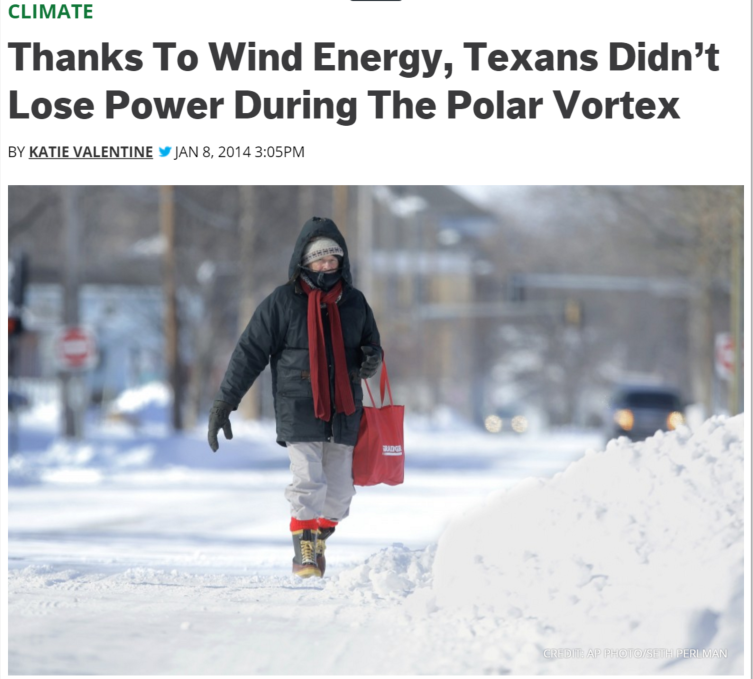 CLIMATE
Thanks To Wind Energy, Texans Didn’t
Lose Power During The Polar Vortex
BY KATIE VALENTINE JAN 8, 2014 3:05PM
CREDIT: AP PHOTO/SETH PERLMAN